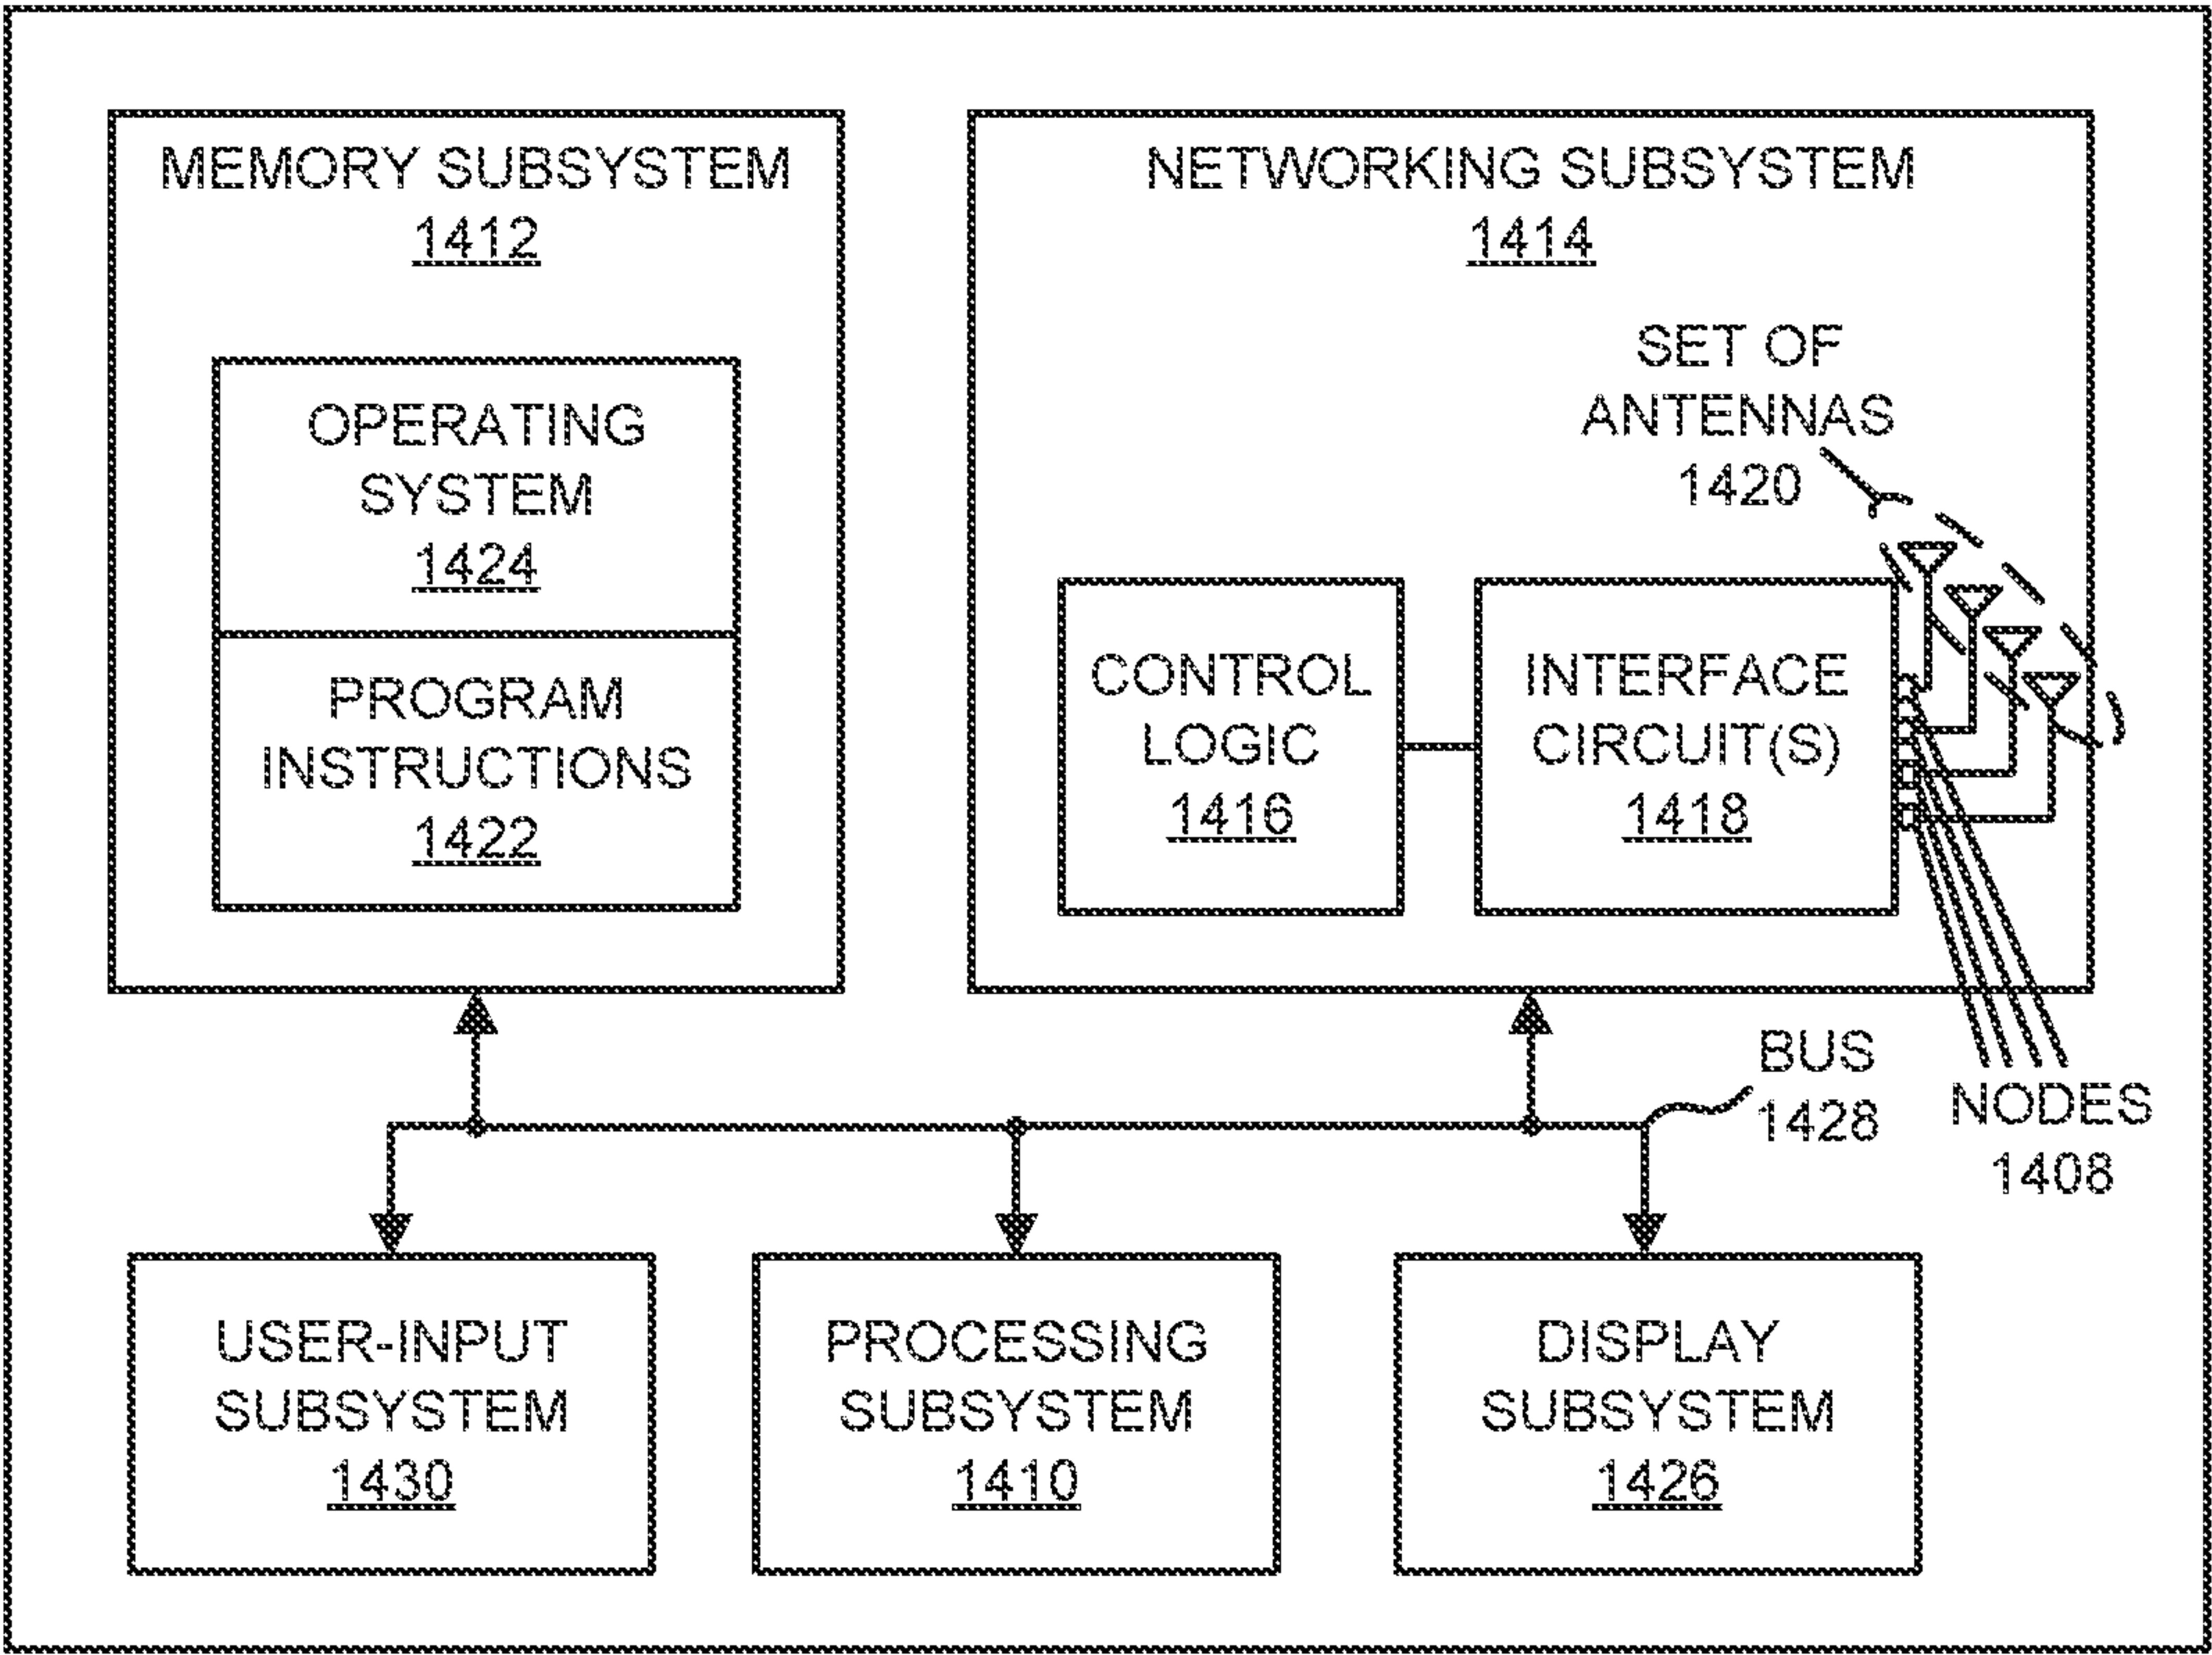 MEMORY SUBSYSTEM
1412
OPERATING
SYSTEM
1424
PROGRAM
INSTRUCTIONS
1422
NETWORKING SUBSYSTEM
1414
SET OF
ANTENNAS
1420
CONTROL
LOGIC
1416
INTERFACE
CIRCUIT(S)
1418
BUS
1428
NODES
1408
USER-INPUT
SUBSYSTEM
1430
PROCESSING
SUBSYSTEM
1410
DISPLAY
SUBSYSTEM
1426